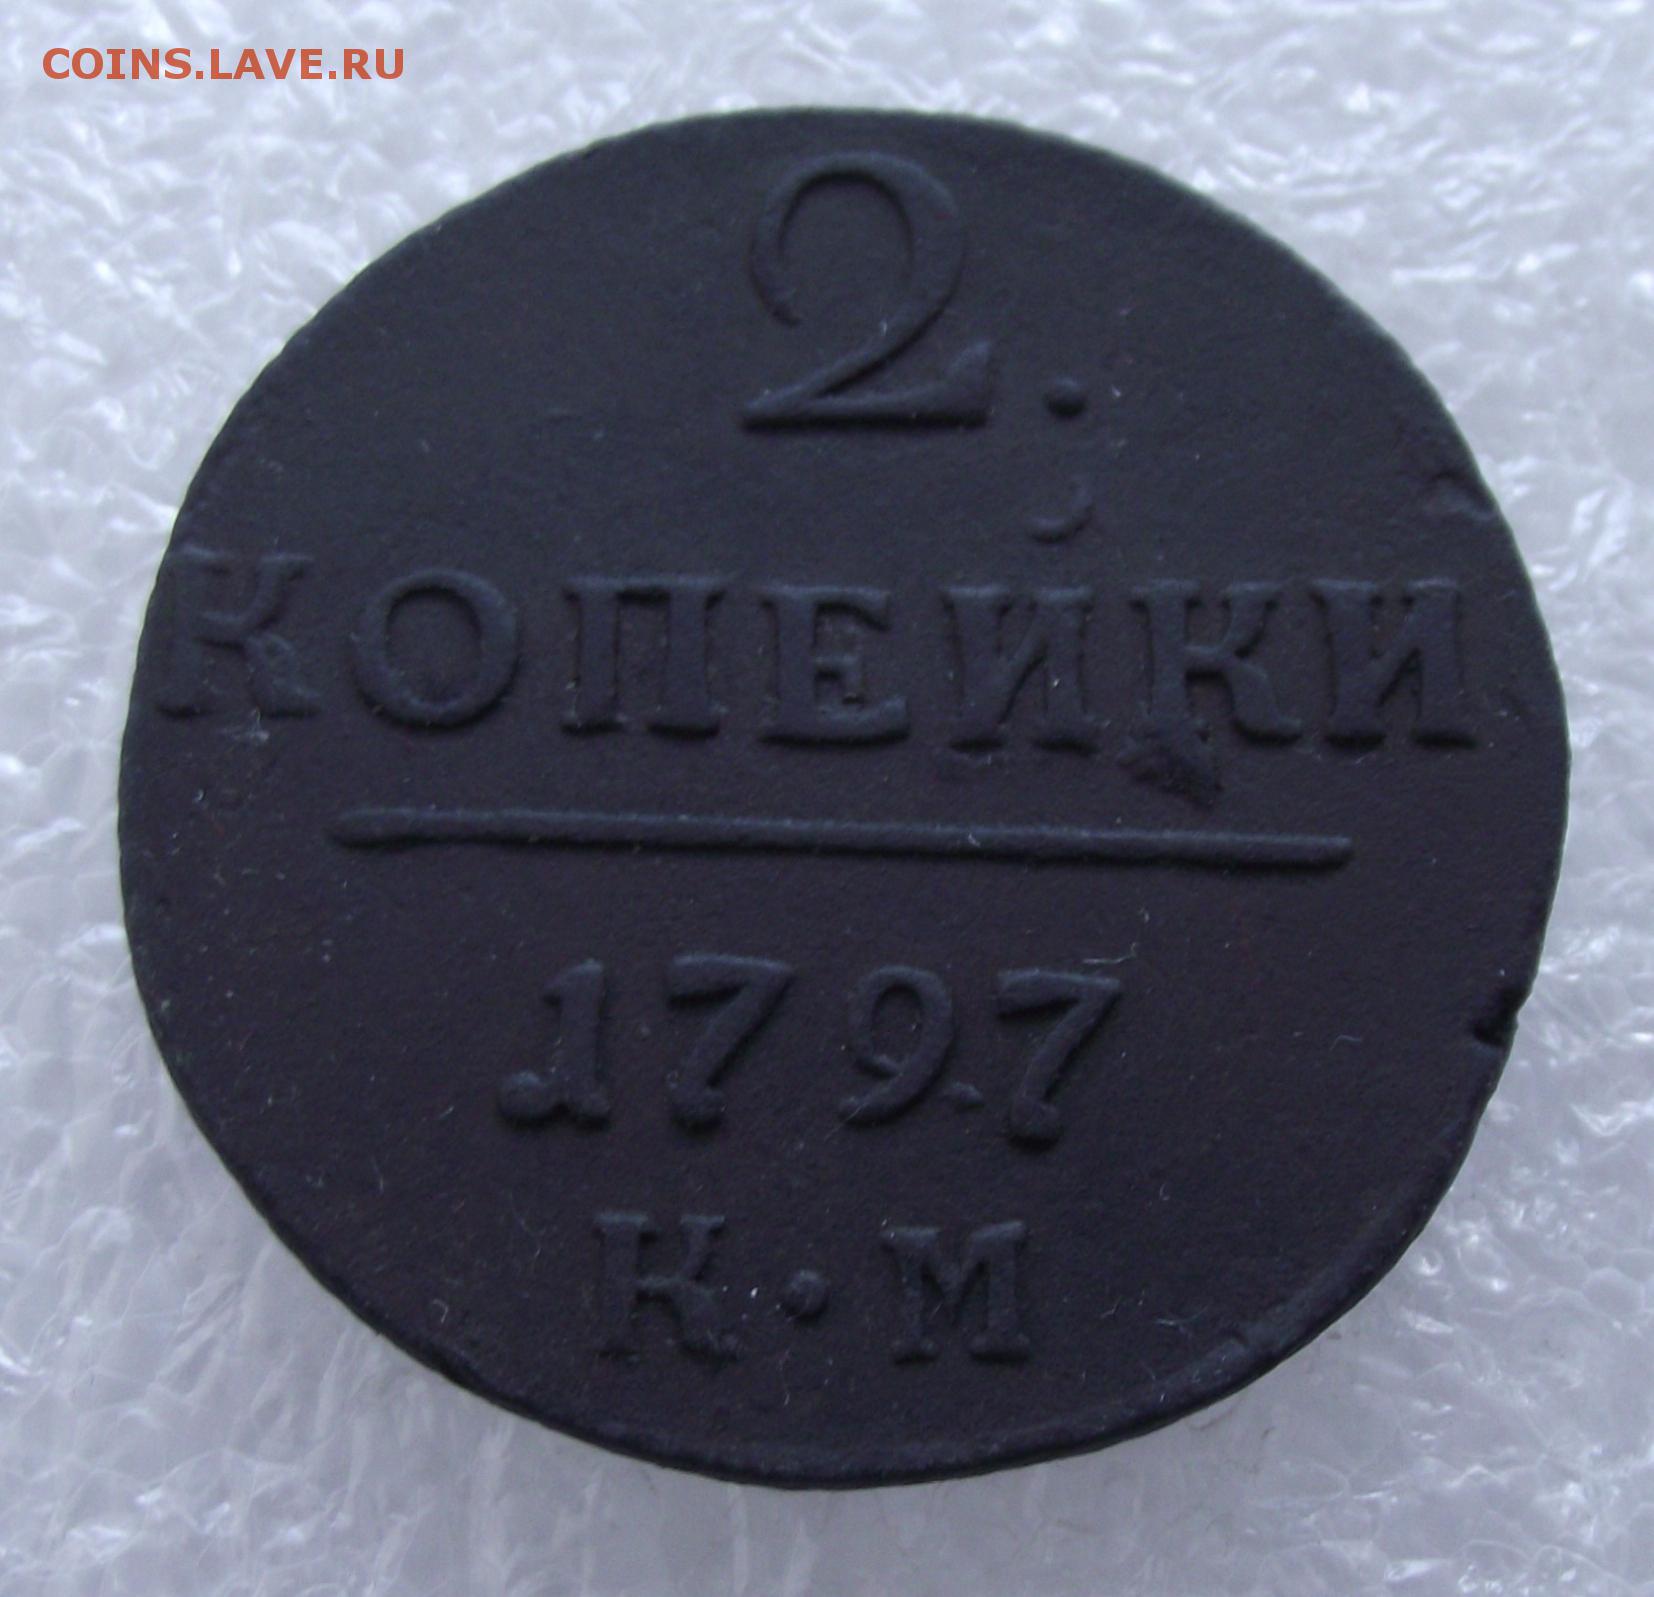 COINS.LAVE.RU
2.
КОПЕЙКИ
1797
К·М